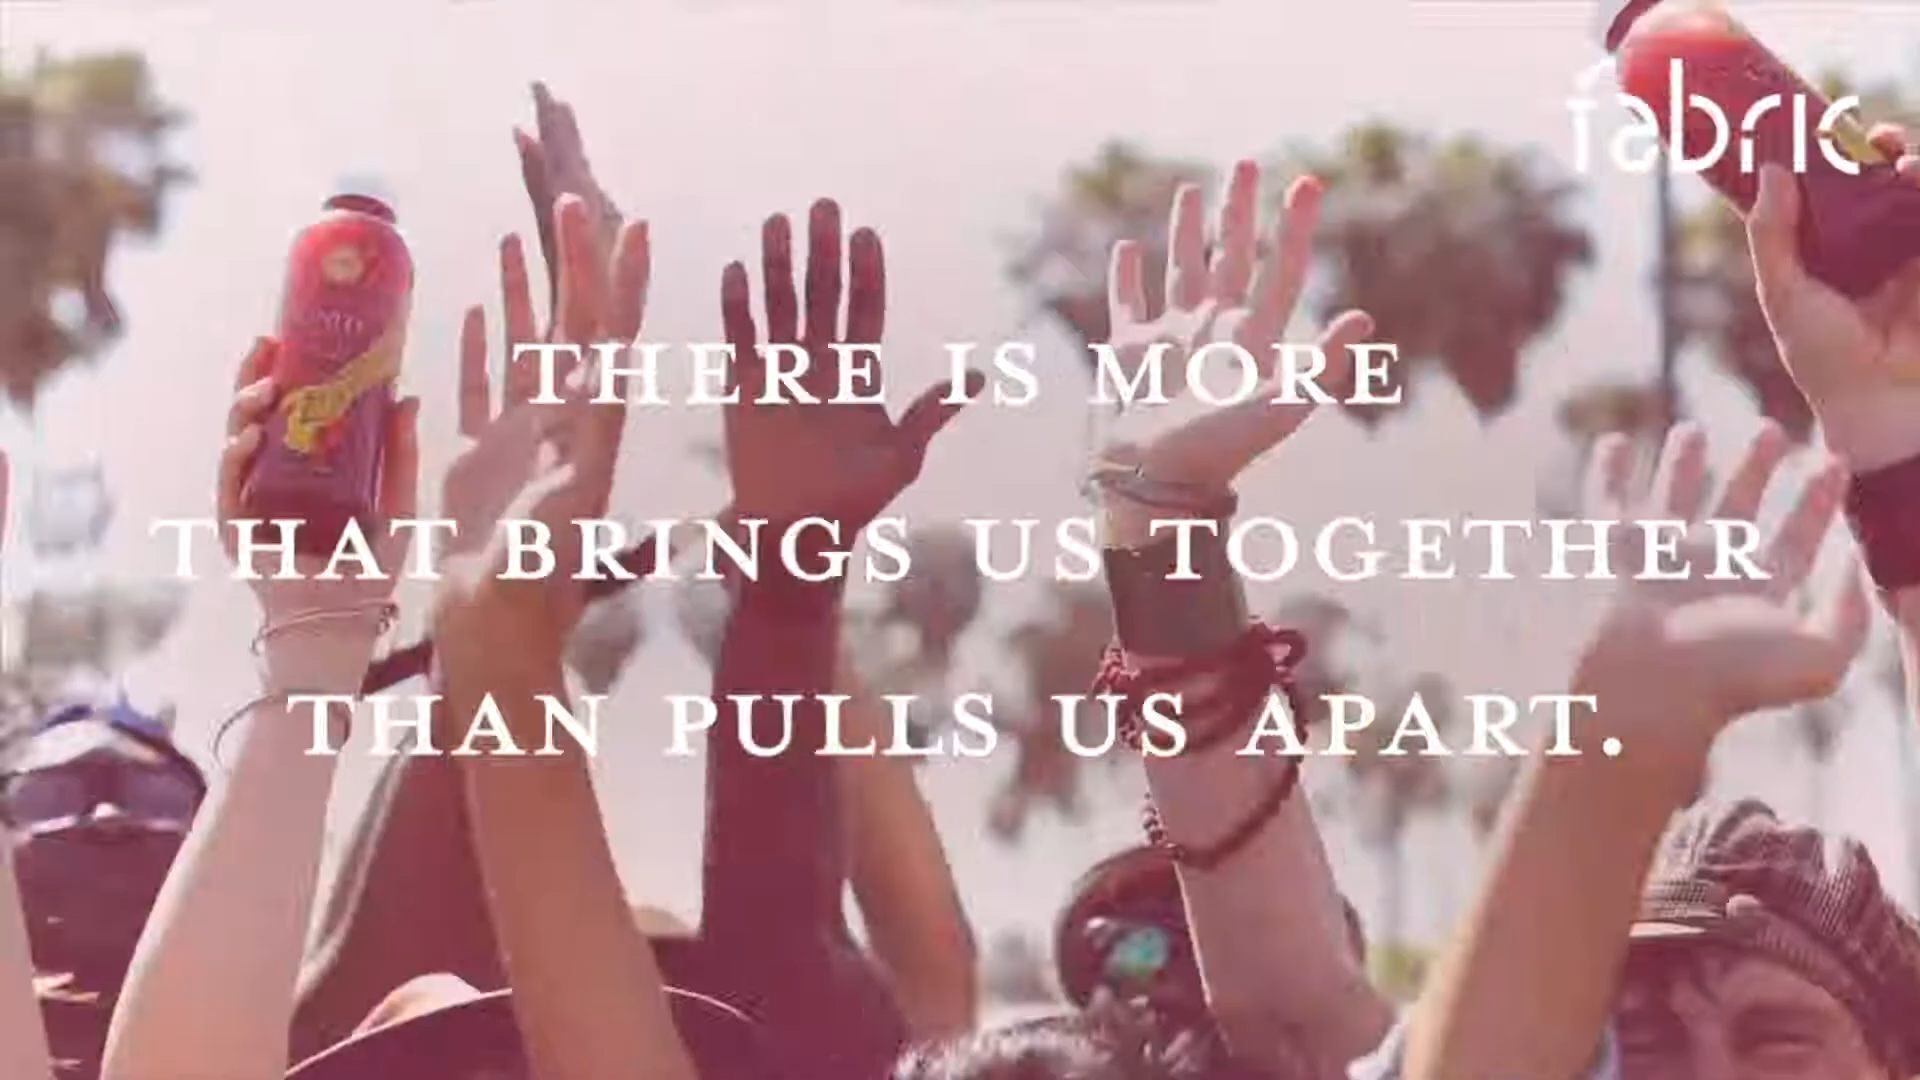 fabric
THERE IS MORE
THAT BRINGS US TOGETHER
THAN PULLS US APART.